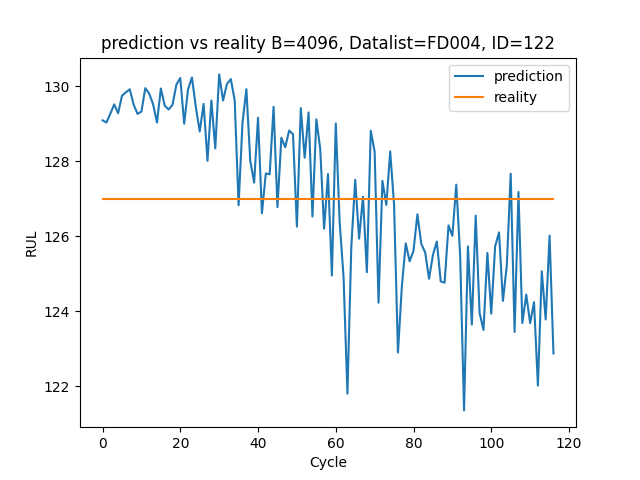 prediction vs reality B=4096, Datalist=FD004, ID=122
prediction
reality
130
128
126
124
122
RUL
0 20 40 60 80 100 120
Cycle